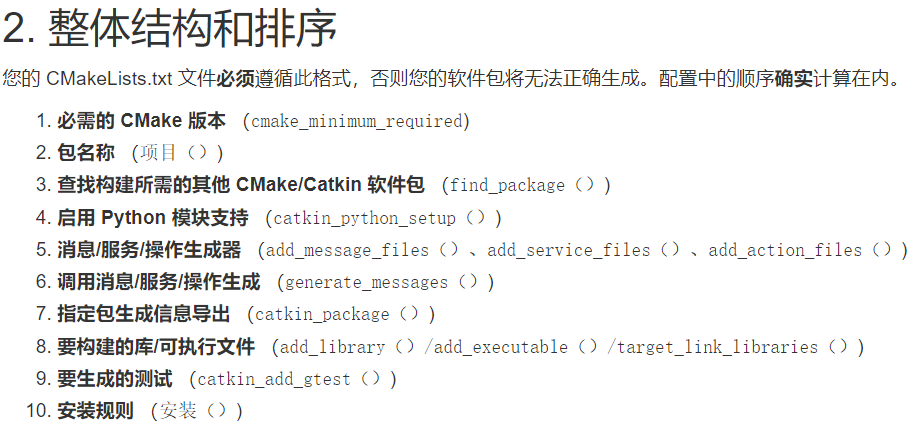 2. 整体结构和排序
您的 CMakeLists.txt 文件必须遵循此格式，否则您的软件包将无法正确生成。配置中的顺序确实计算在内。
1. 必需的 CMake 版本 （cmake_minimum_required)
2. 包名称 （项目（））
3. 查找构建所需的其他 CMake/Catkin 软件包 （find_package（））
4. 启用 Python 模块支持 （catkin_python_setup（））
5. 消息/服务/操作生成器 （add_message_files（）、add_service_files（）、add_action_files（））
6. 调用消息/服务/操作生成 （generate_messages（））
7. 指定包生成信息导出 （catkin_package（））
8. 要构建的库/可执行文件 （add_library（）/add_executable（）/target_link_libraries（））
9. 要生成的测试 （catkin_add_gtest（））
10. 安装规则 （安装（））